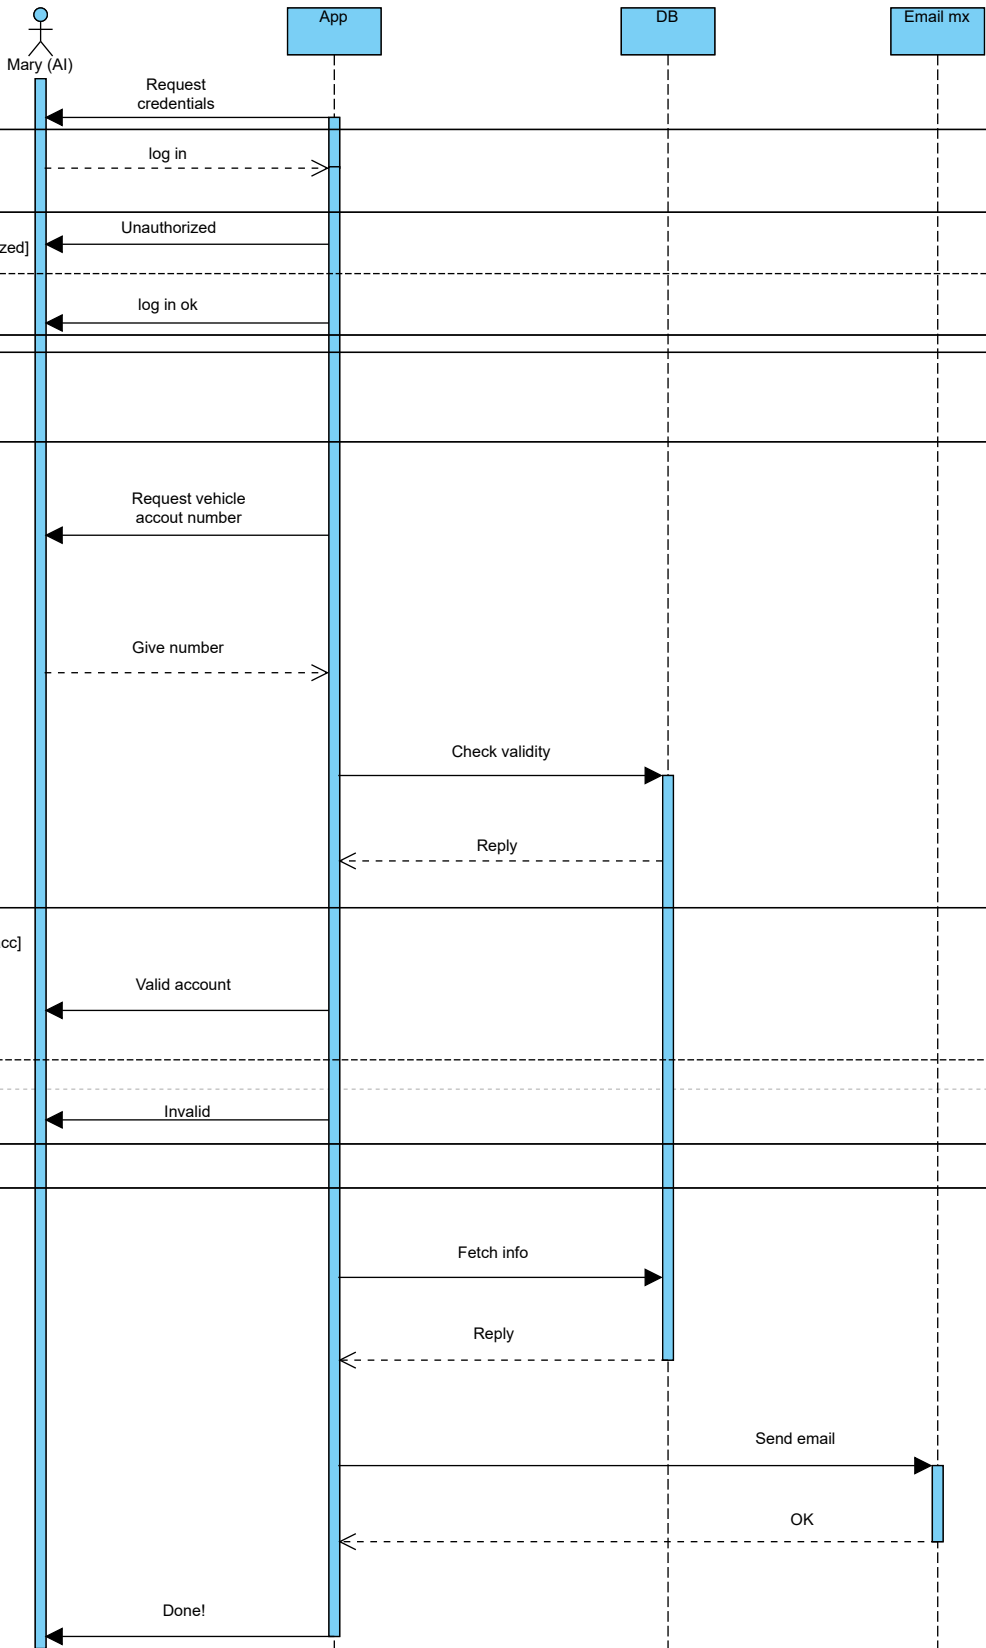 App
DB
Email mx
Mary (AI)
Request
credentials
log in
Unauthorized
zed]
log in ok
Request vehicle
accout number
Give number
Check validity
Reply
cc]
Valid account
Invalid
Fetch info
Reply
Send email
OK
Done!